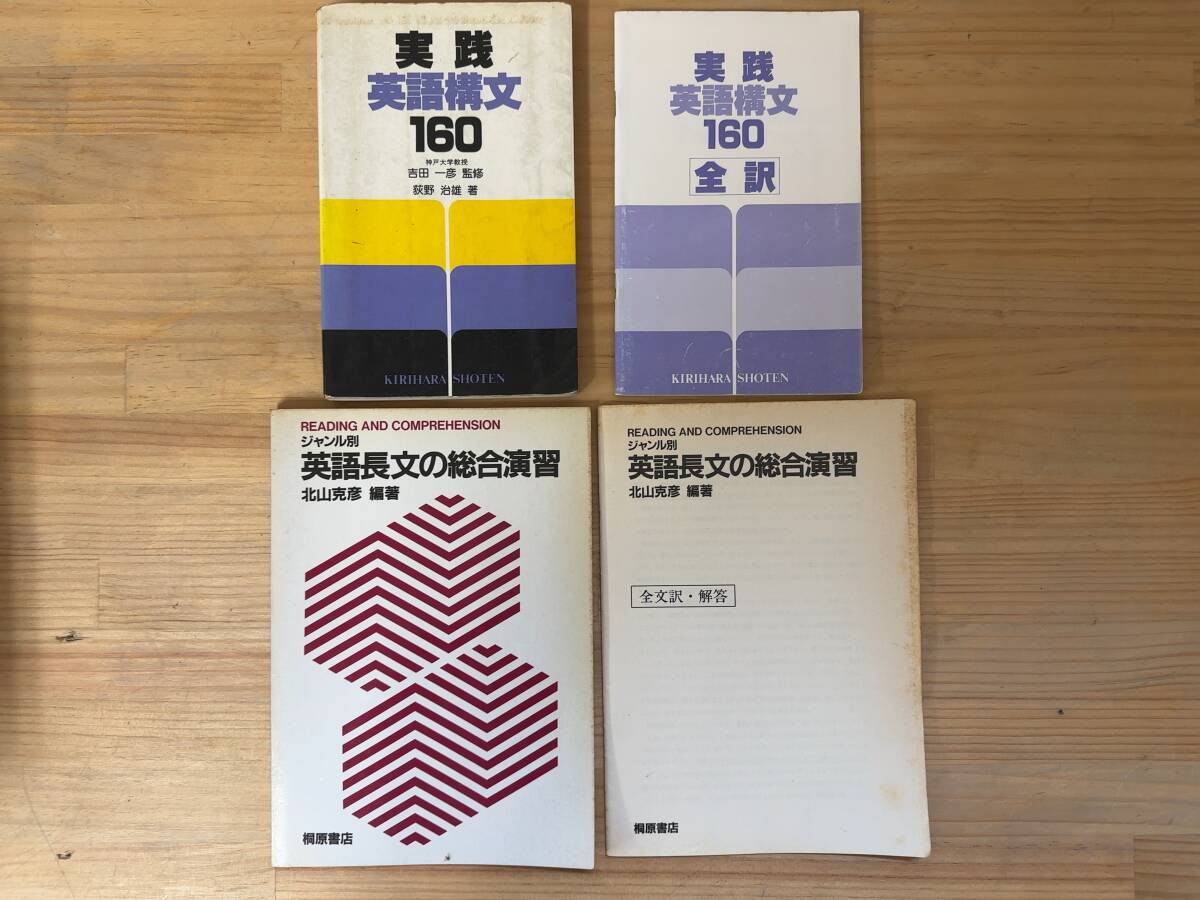 実践
英語構文
160
神戸大学教授
吉田 一彦 監修
荻野 治雄 著
KIRIHARA SHOTEN
実践
英語構文
160
全訳
KIRIHARA SHOTEN
READING AND COMPREHENSION
ジャンル別
英語長文の総合演習
北山克彦 編著
桐原書店
READING AND COMPREHENSION
ジャンル別
英語長文の総合演習
北山克彦 編著
全文訳・解答
桐原書店